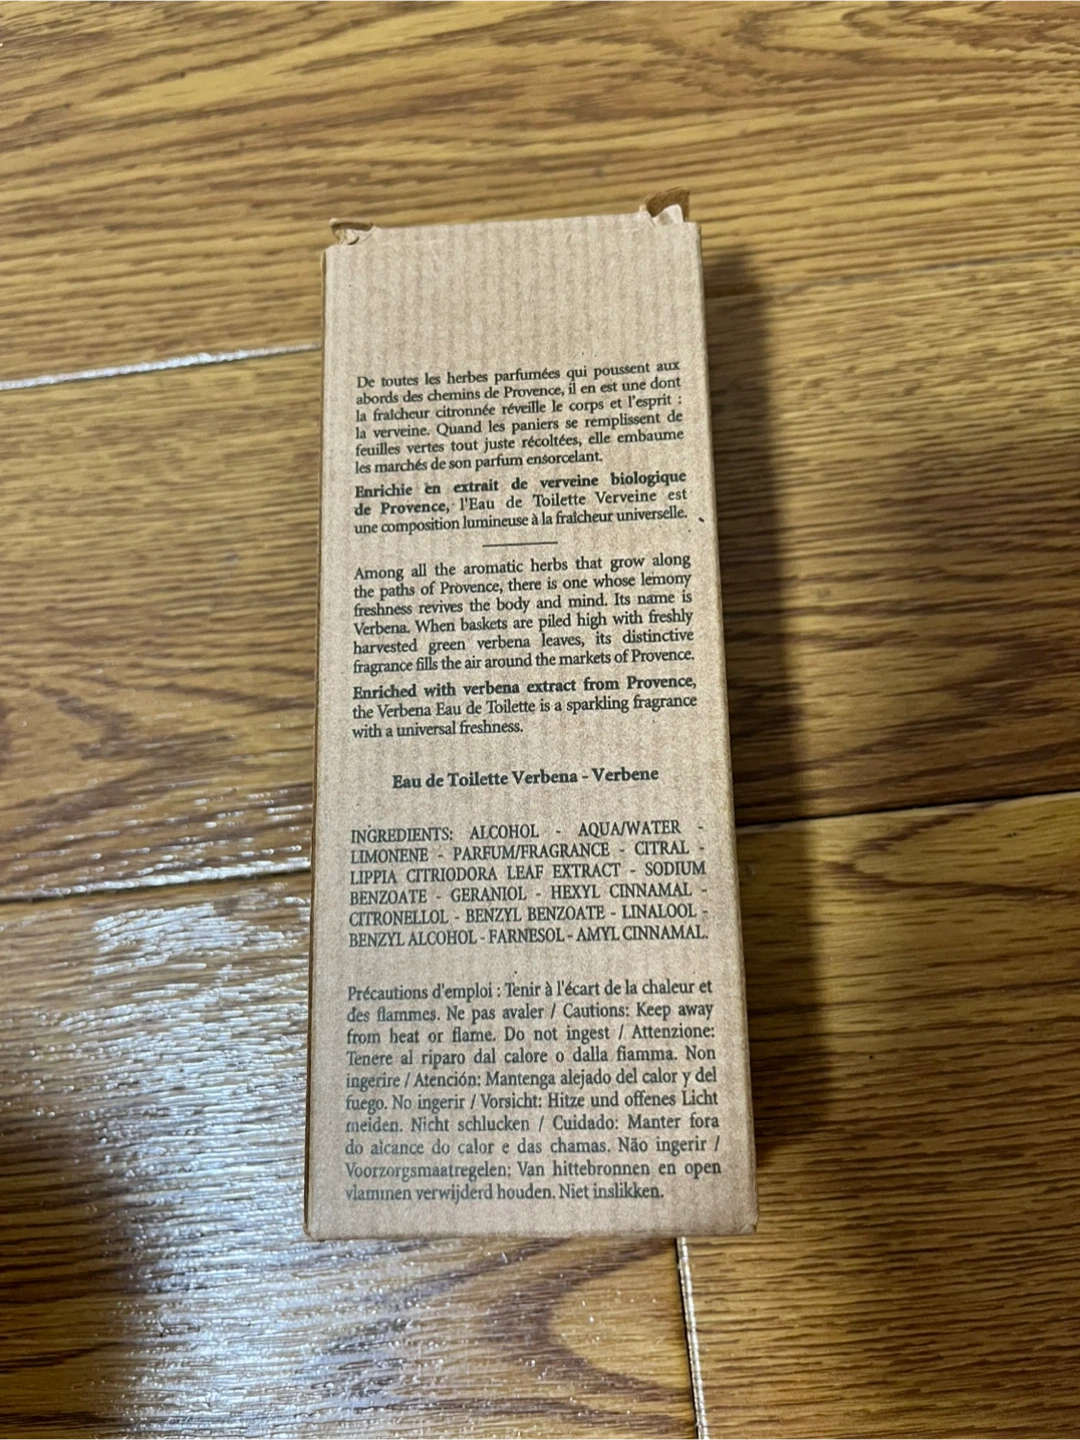 De toutes les herbes parfumées qui poussent aux
abords des chemins de Provence, il en est une dont
la fraîcheur citronnée réveille le corps et l'esprit :
la verveine. Quand les paniers se remplissent de
feuilles vertes tout juste récoltées, elle embaume
les marchés de son parfum ensorcelant.
Enrichie en extrait de verveine biologique
de Provence, l'Eau de Toilette Verveine est
une composition lumineuse à la fraîcheur universelle.
Among all the aromatic herbs that grow along
the paths of Provence, there is one whose lemony
freshness revives the body and mind. Its name is
Verbena. When baskets are piled high with freshly
harvested green verbena leaves, its distinctive
fragrance fills the air around the markets of Provence.
Enriched with verbena extract from Provence,
the Verbena Eau de Toilette is a sparkling fragrance
with a universal freshness.
Eau de Toilette Verbena - Verbene
INGREDIENTS: ALCOHOL - AQUA/WATER -
LIMONENE - PARFUM/FRAGRANCE - CITRAL -
LIPPIA CITRIODORA LEAF EXTRACT - SODIUM
BENZOATE - GERANIOL - HEXYL CINNAMAL -
CITRONELLOL - BENZYL BENZOATE - LINALOOL -
BENZYL ALCOHOL - FARNESOL - AMYL CINNAMAL.
Précautions d'emploi : Tenir à l'écart de la chaleur et
des flammes. Ne pas avaler / Cautions: Keep away
from heat or flame. Do not ingest / Attenzione:
Tenere al riparo dal calore o dalla fiamma. Non
ingerire / Atención: Mantenga alejado del calor y del
fuego. No ingerir / Vorsicht: Hitze und offenes Licht
meiden. Nicht schlucken / Cuidado: Manter fora
do alcance do calor e das chamas. Não ingerir /
Voorzorgsmaatregelen: Van hittebronnen en open
vlammen verwijderd houden. Niet inslikken.